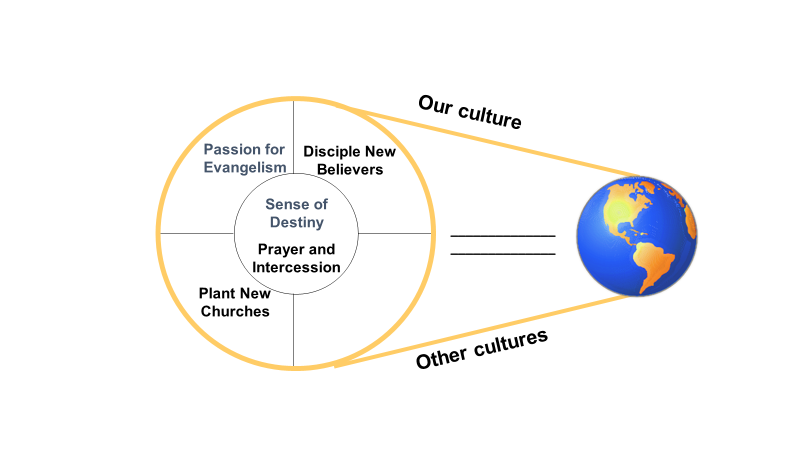 Our culture
Passion for
Evangelism
Disciple New
Believers
Sense of
Destiny
Prayer and
Intercession
Plant New
Churches
Other cultures